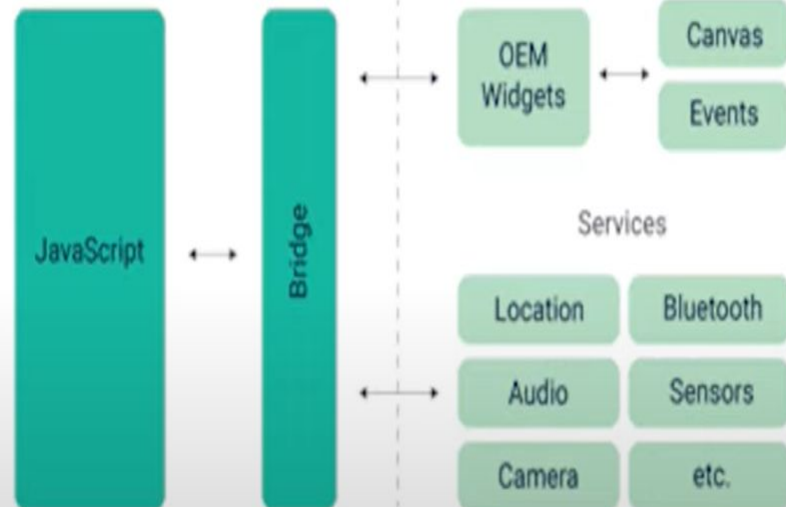 JavaScript
Bridge
OEM
Widgets
Canvas
Events
Services
Location
Bluetooth
Audio
Sensors
Camera
etc.